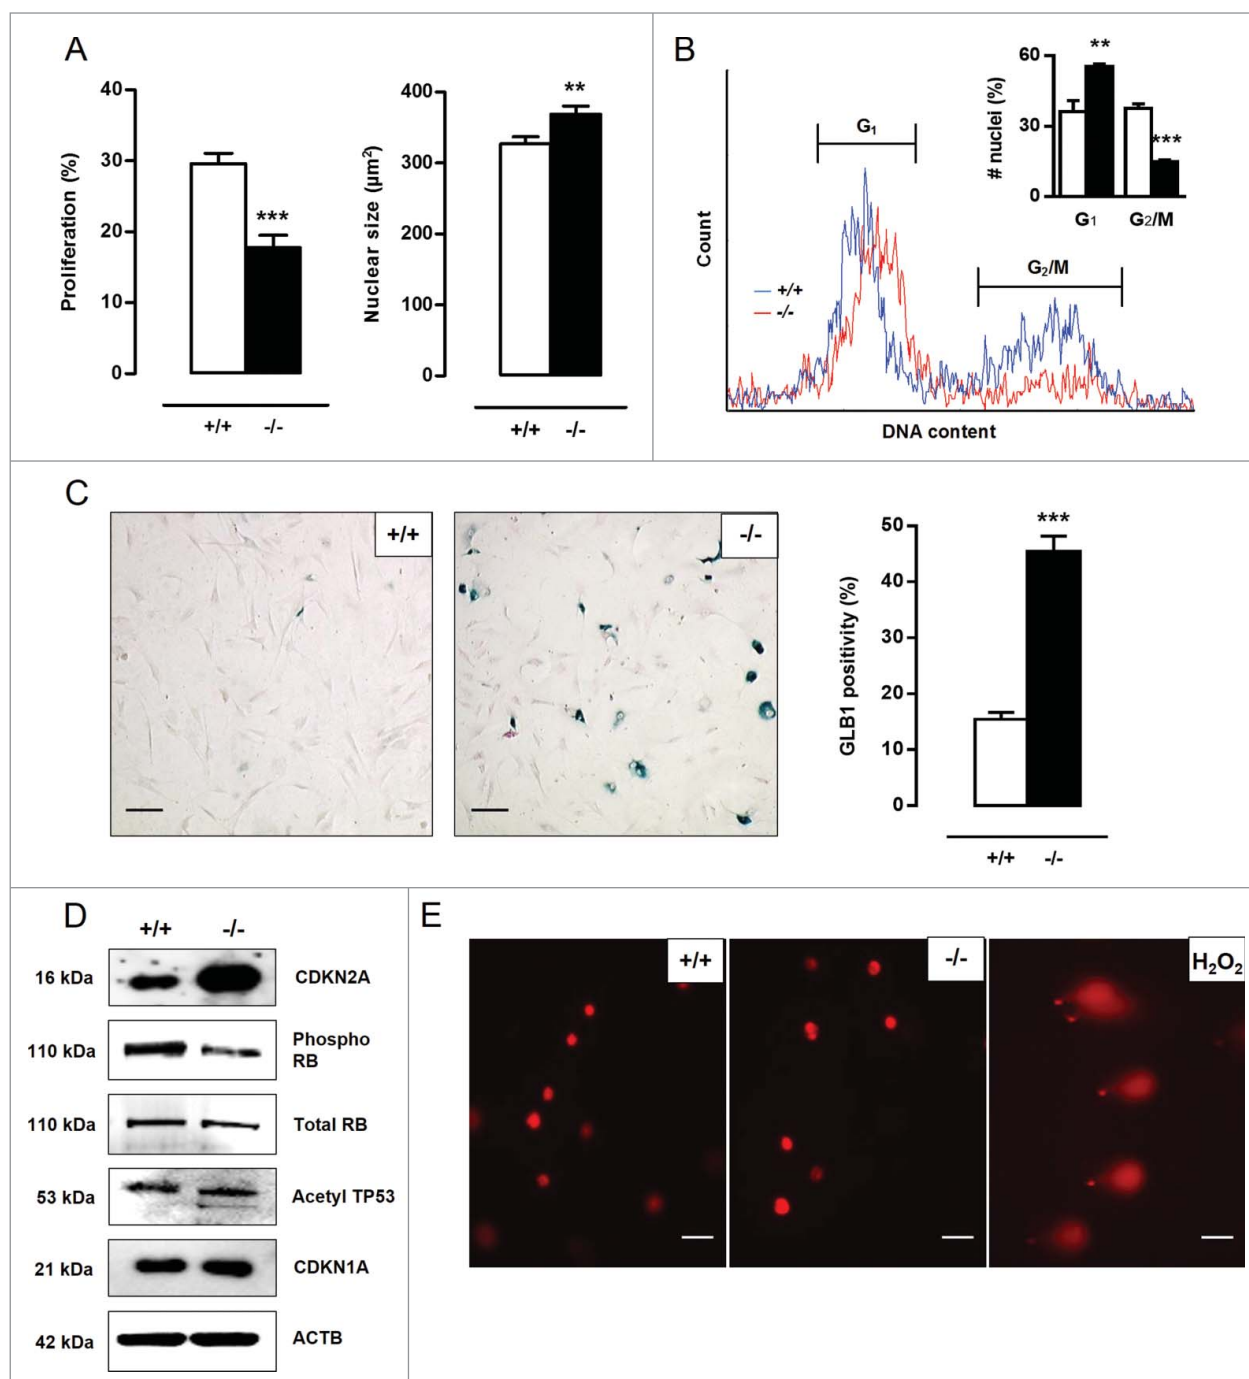 A
Proliferation (%)
40
30
20
10
0
***
+/+ -/-
Nuclear size (µm²)
400
300
200
100
0
**
+/+ -/-
B
Count
G₁
G₂/M
+/+
-/-
DNA content
# nuclei (%)
60
30
0
**
***
G₁ G₂/M
C
+/+
-/-
GLB1 positivity (%)
50
40
30
20
10
0
***
+/+ -/-
D
+/+ -/-
16 kDa CDKN2A
110 kDa Phospho
RB
110 kDa Total RB
53 kDa Acetyl TP53
21 kDa CDKN1A
42 kDa ACTB
E
+/+
-/-
H₂O₂